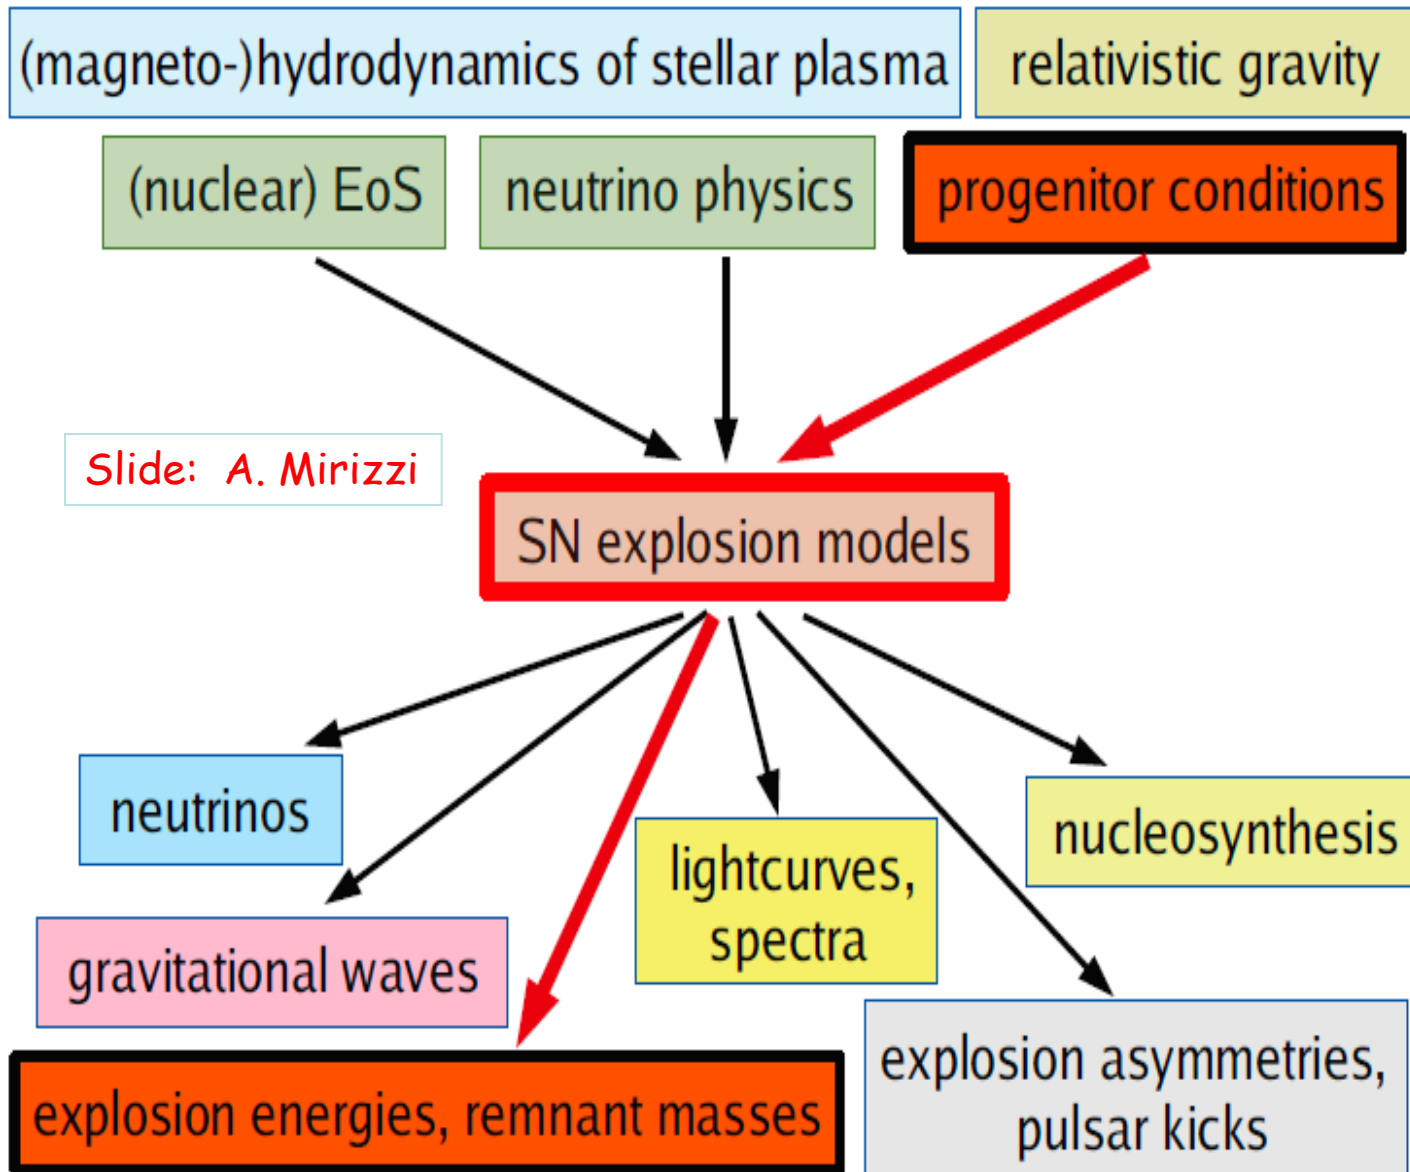 (magneto-)hydrodynamics of stellar plasma
relativistic gravity
(nuclear) EoS
neutrino physics
progenitor conditions
Slide: A. Mirizzi
SN explosion models
neutrinos
nucleosynthesis
lightcurves,
spectra
gravitational waves
explosion asymmetries,
pulsar kicks
explosion energies, remnant masses